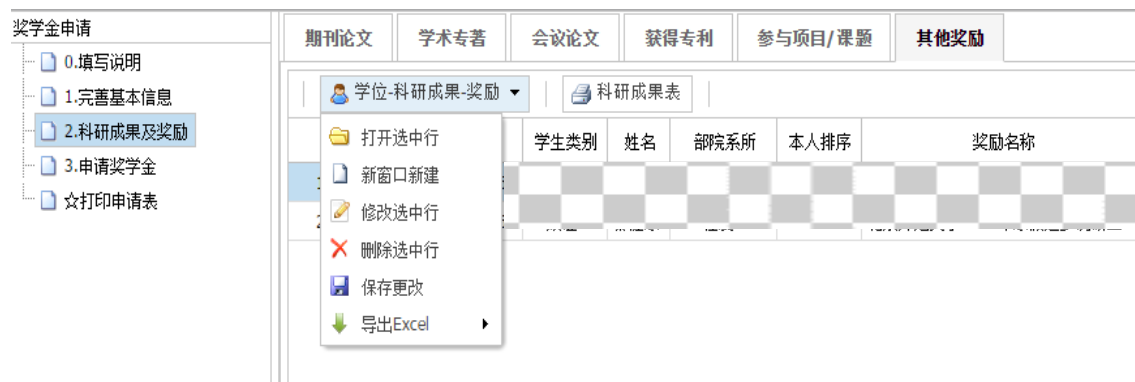 奖学金申请
0.填写说明
1.完善基本信息
2.科研成果及奖励
3.申请奖学金
☆打印申请表
期刊论文 学术专著 会议论文 获得专利 参与项目/课题 其他奖励
学位-科研成果-奖励 科研成果表
学生类别 姓名 部院系所 本人排序 奖励名称
打开选中行
新窗口新建
修改选中行
删除选中行
保存更改
导出Excel